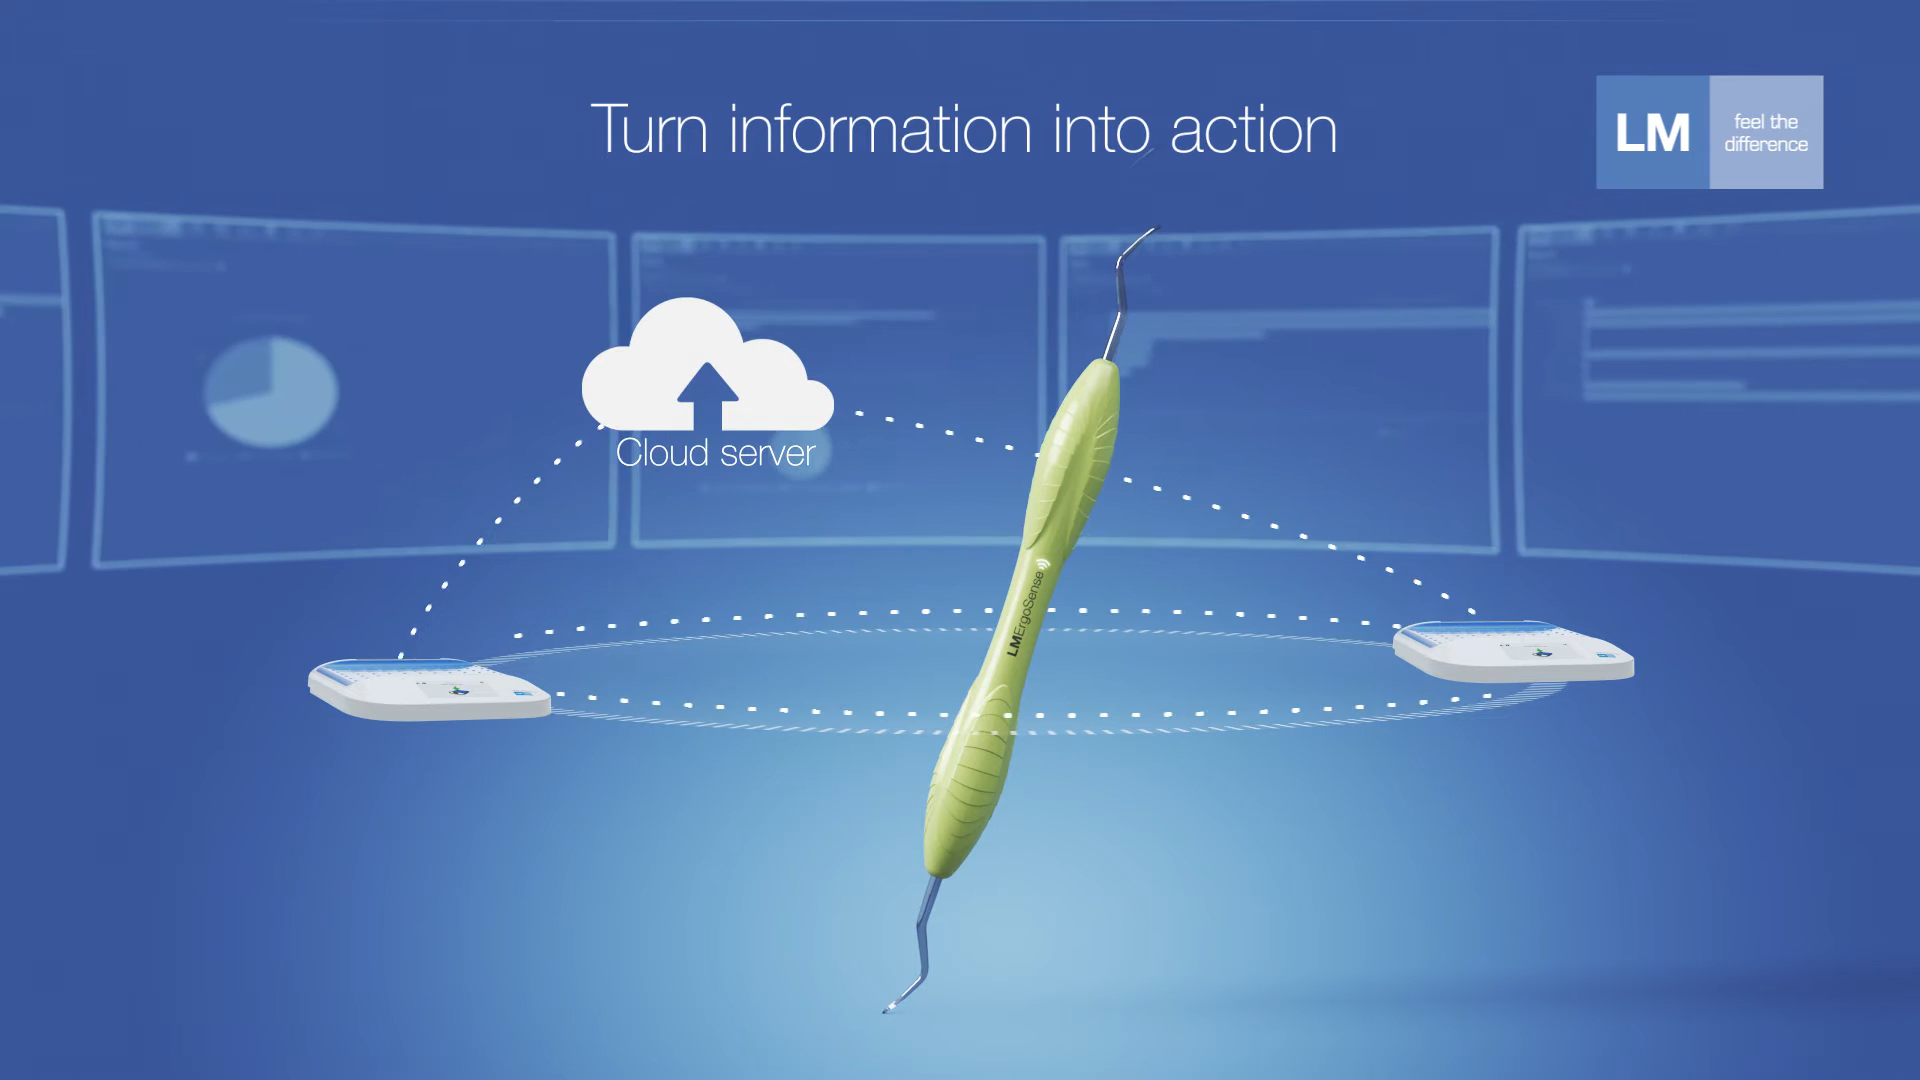 Turn information into action
LM
feel the
difference
Cloud server
LMErgoSense